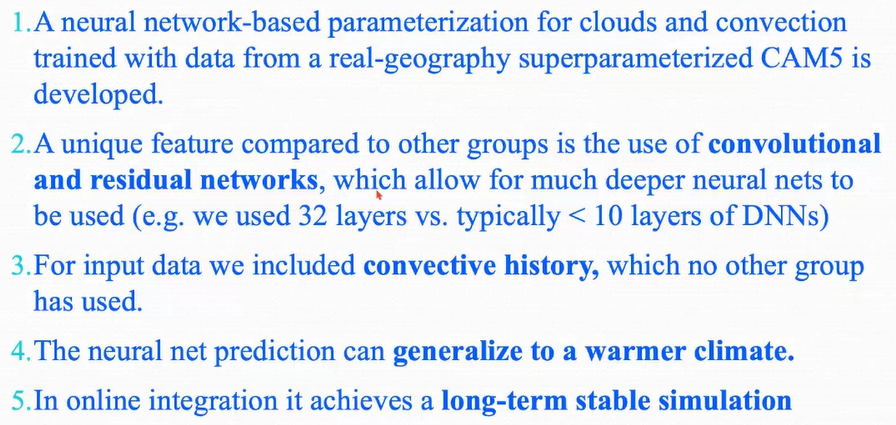 1.A neural network-based parameterization for clouds and convection
trained with data from a real-geography superparameterized CAM5 is
developed.
2.A unique feature compared to other groups is the use of convolutional
and residual networks, which allow for much deeper neural nets to
be used (e.g. we used 32 layers vs. typically < 10 layers of DNNs)
3.For input data we included convective history, which no other group
has used.
4.The neural net prediction can generalize to a warmer climate.
5.In online integration it achieves a long-term stable simulation